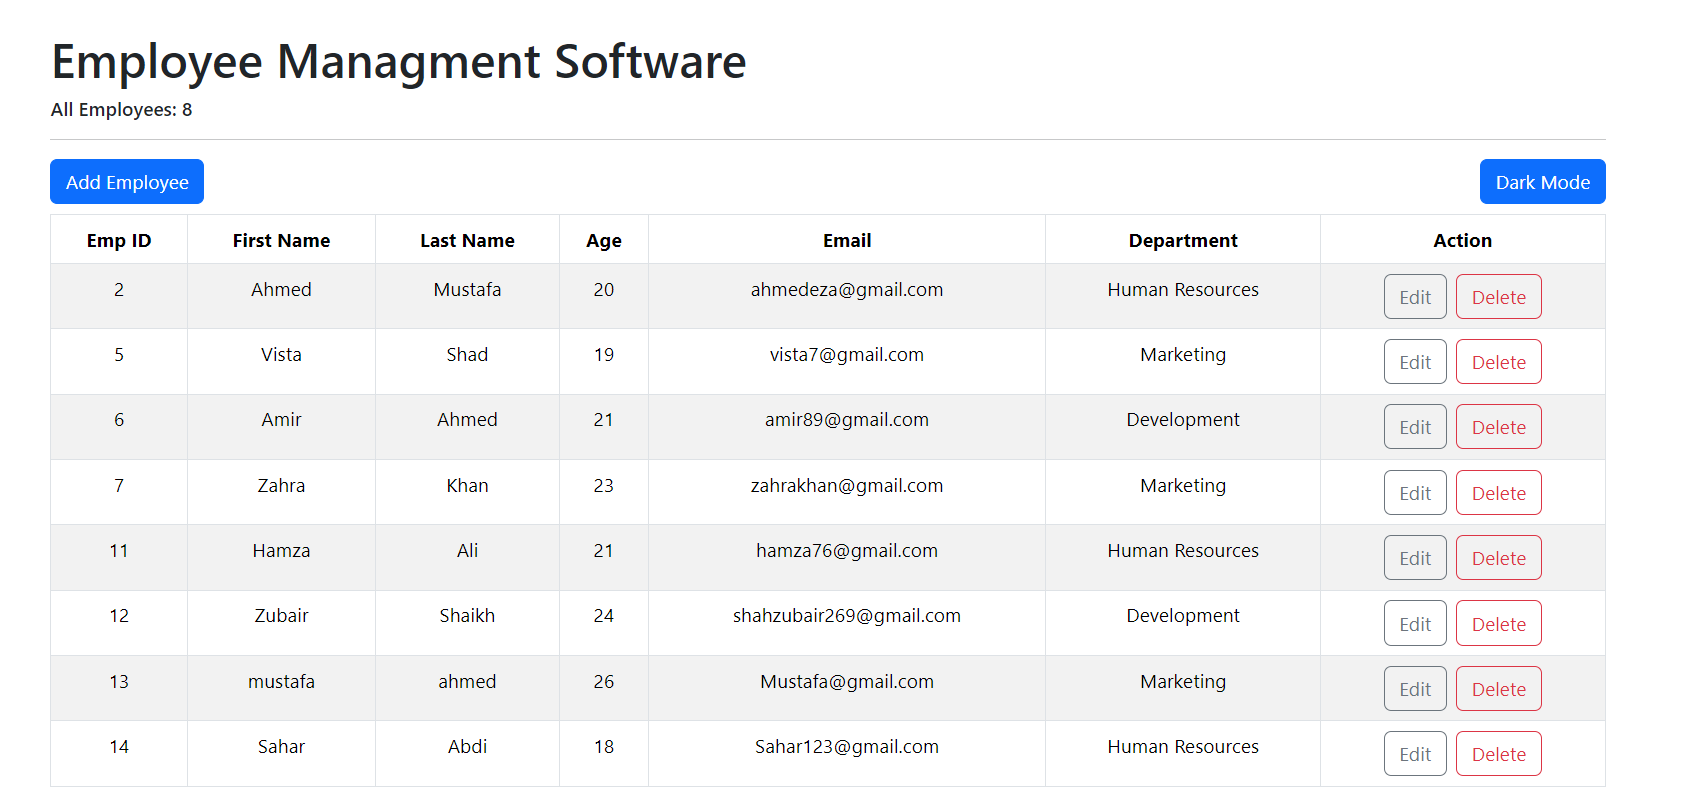 Employee Managment Software
All Employees: 8
Add Employee Dark Mode
Emp ID First Name Last Name Age Email Department Action
2 Ahmed Mustafa 20 ahmedeza@gmail.com Human Resources Edit Delete
5 Vista Shad 19 vista7@gmail.com Marketing Edit Delete
6 Amir Ahmed 21 amir89@gmail.com Development Edit Delete
7 Zahra Khan 23 zahrakhan@gmail.com Marketing Edit Delete
11 Hamza Ali 21 hamza76@gmail.com Human Resources Edit Delete
12 Zubair Shaikh 24 shahzubair269@gmail.com Development Edit Delete
13 mustafa ahmed 26 Mustafa@gmail.com Marketing Edit Delete
14 Sahar Abdi 18 Sahar123@gmail.com Human Resources Edit Delete